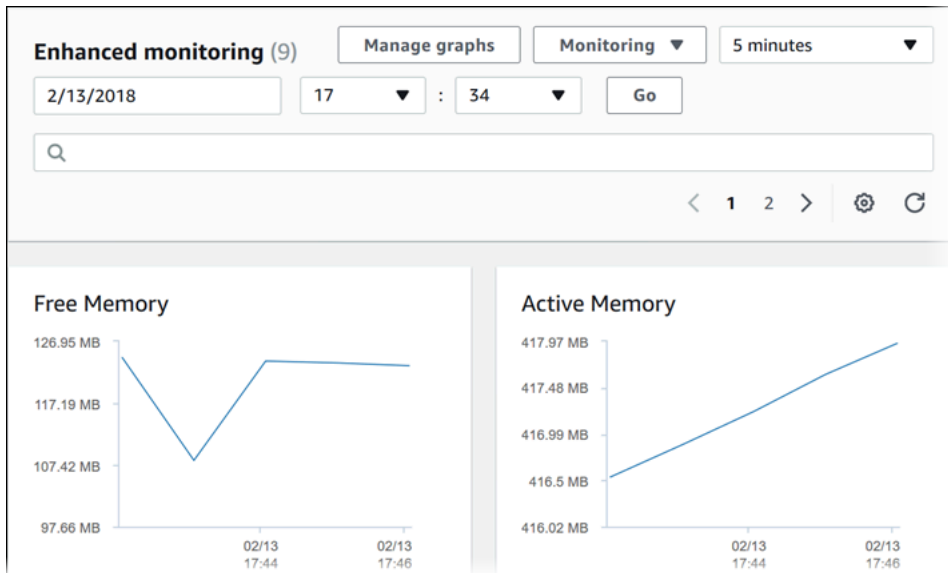 Enhanced monitoring (9) Manage graphs Monitoring ▼ 5 minutes ▼
2/13/2018 17 ▼ : 34 ▼ Go
< 1 2 >
Free Memory
126.95 MB
117.19 MB
107.42 MB
97.66 MB
02/13 02/13
17:44 17:46
Active Memory
417.97 MB
417.48 MB
416.99 MB
416.5 MB
416.02 MB
02/13 02/13
17:44 17:46